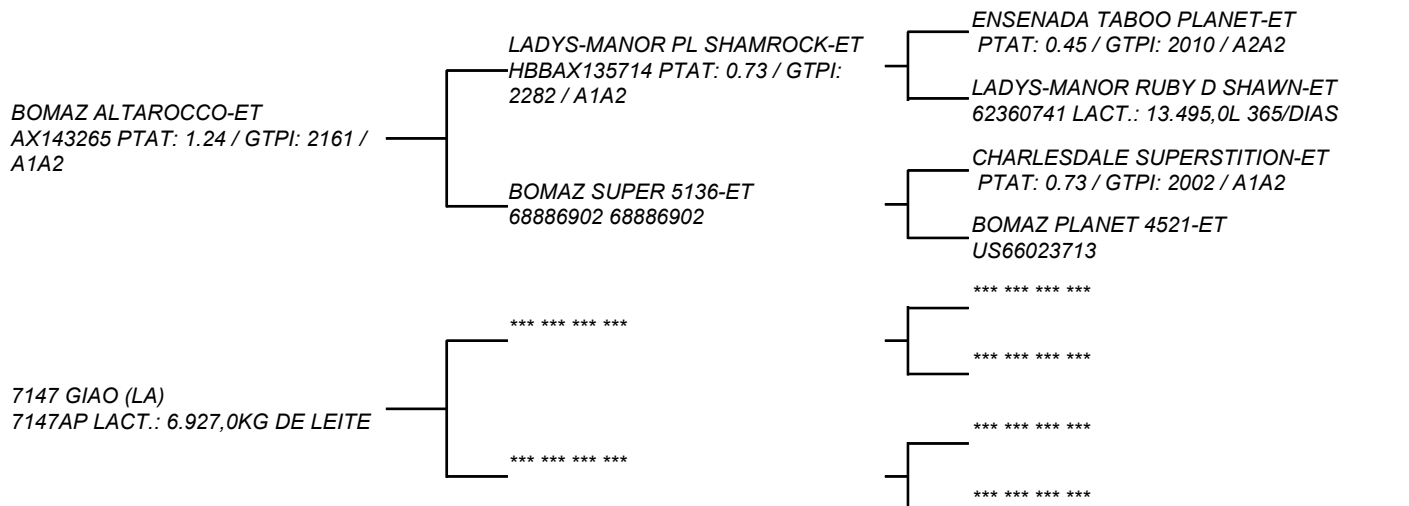 ENSENADA TABOO PLANET-ET
PTAT: 0.45 / GTPI: 2010 / A2A2
LADYS-MANOR PL SHAMROCK-ET
HBBAX135714 PTAT: 0.73 / GTPI:
2282 / A1A2
LADYS-MANOR RUBY D SHAWN-ET
62360741 LACT.: 13.495,0L 365/DIAS
BOMAZ ALTAROCCO-ET
AX143265 PTAT: 1.24 / GTPI: 2161 /
A1A2
CHARLESDALE SUPERSTITION-ET
PTAT: 0.73 / GTPI: 2002 / A1A2
BOMAZ SUPER 5136-ET
68886902 68886902
BOMAZ PLANET 4521-ET
US66023713
*** *** *** ***
*** *** *** ***
*** *** *** ***
7147 GIAO (LA)
7147AP LACT.: 6.927,0KG DE LEITE
*** *** *** ***
*** *** *** ***
*** *** *** ***